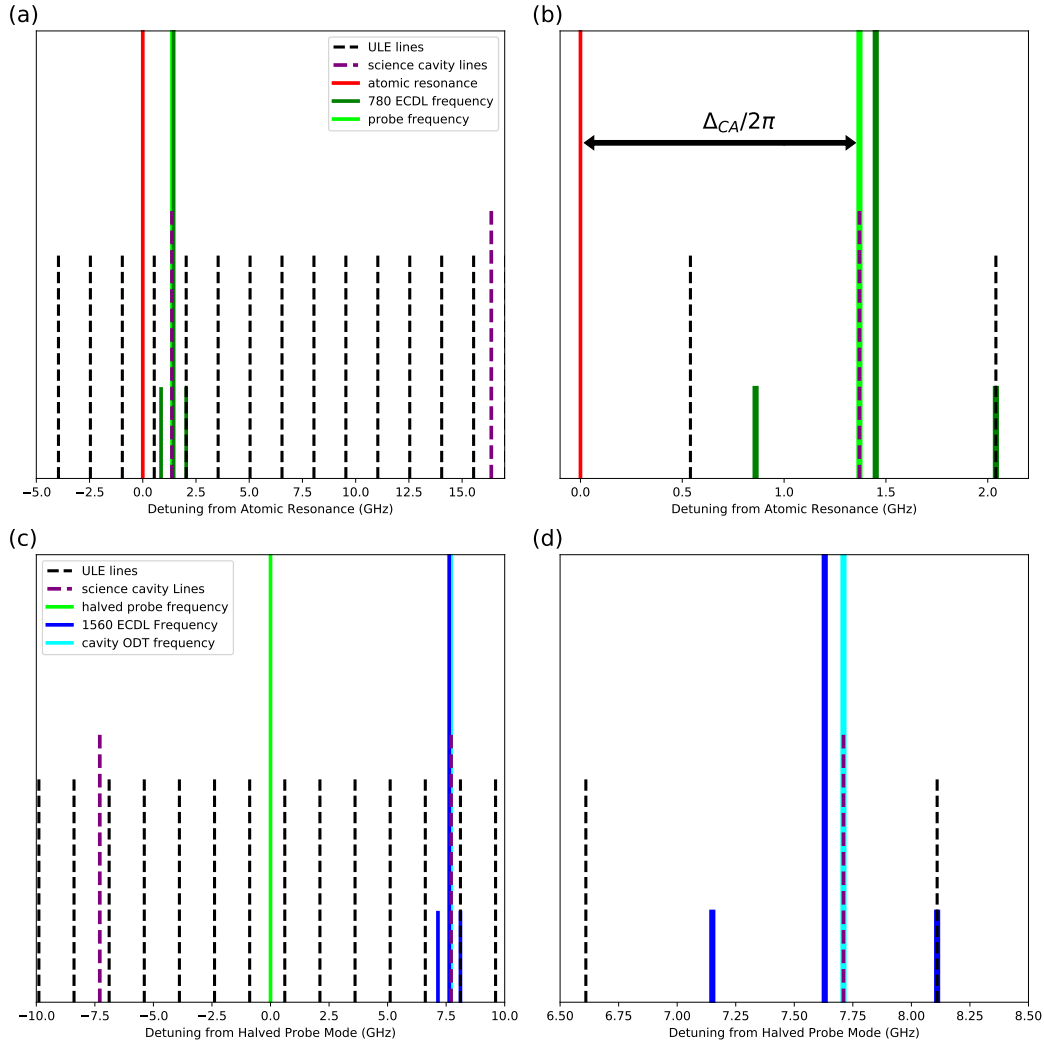 (a)
ULE lines
science cavity lines
atomic resonance
780 ECDL frequency
probe frequency
−5.0 −2.5 0.0 2.5 5.0 7.5 10.0 12.5 15.0
Detuning from Atomic Resonance (GHz)
(b)
Δ_CA/2π
0.0 0.5 1.0 1.5 2.0
Detuning from Atomic Resonance (GHz)
(c)
ULE lines
science cavity Lines
halved probe frequency
1560 ECDL Frequency
cavity ODT frequency
−10.0 −7.5 −5.0 −2.5 0.0 2.5 5.0 7.5 10.0
Detuning from Halved Probe Mode (GHz)
(d)
6.50 6.75 7.00 7.25 7.50 7.75 8.00 8.25 8.50
Detuning from Halved Probe Mode (GHz)